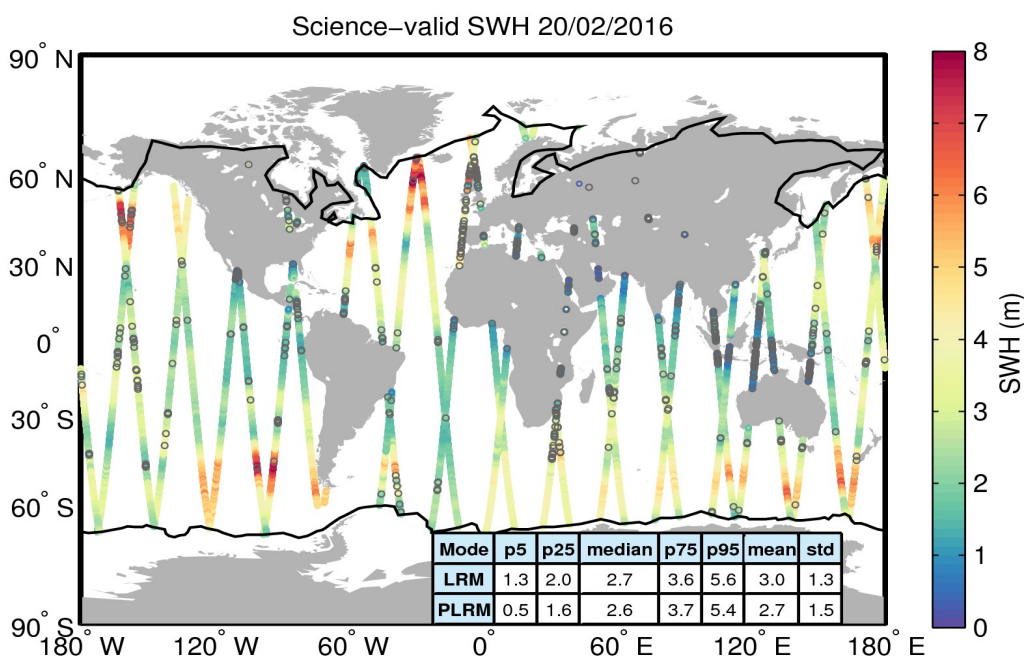 Science−valid SWH 20/02/2016
90° N
60° N
30° N
0°
30° S
60° S
90° S
180° W
120° W
60° W
0°
60° E
120° E
180° E
8
7
6
5
4
3
2
1
0
SWH (m)
Mode p5 p25 median p75 p95 mean std
LRM 1.3 2.0 2.7 3.6 5.6 3.0 1.3
PLRM 0.5 1.6 2.6 3.7 5.4 2.7 1.5